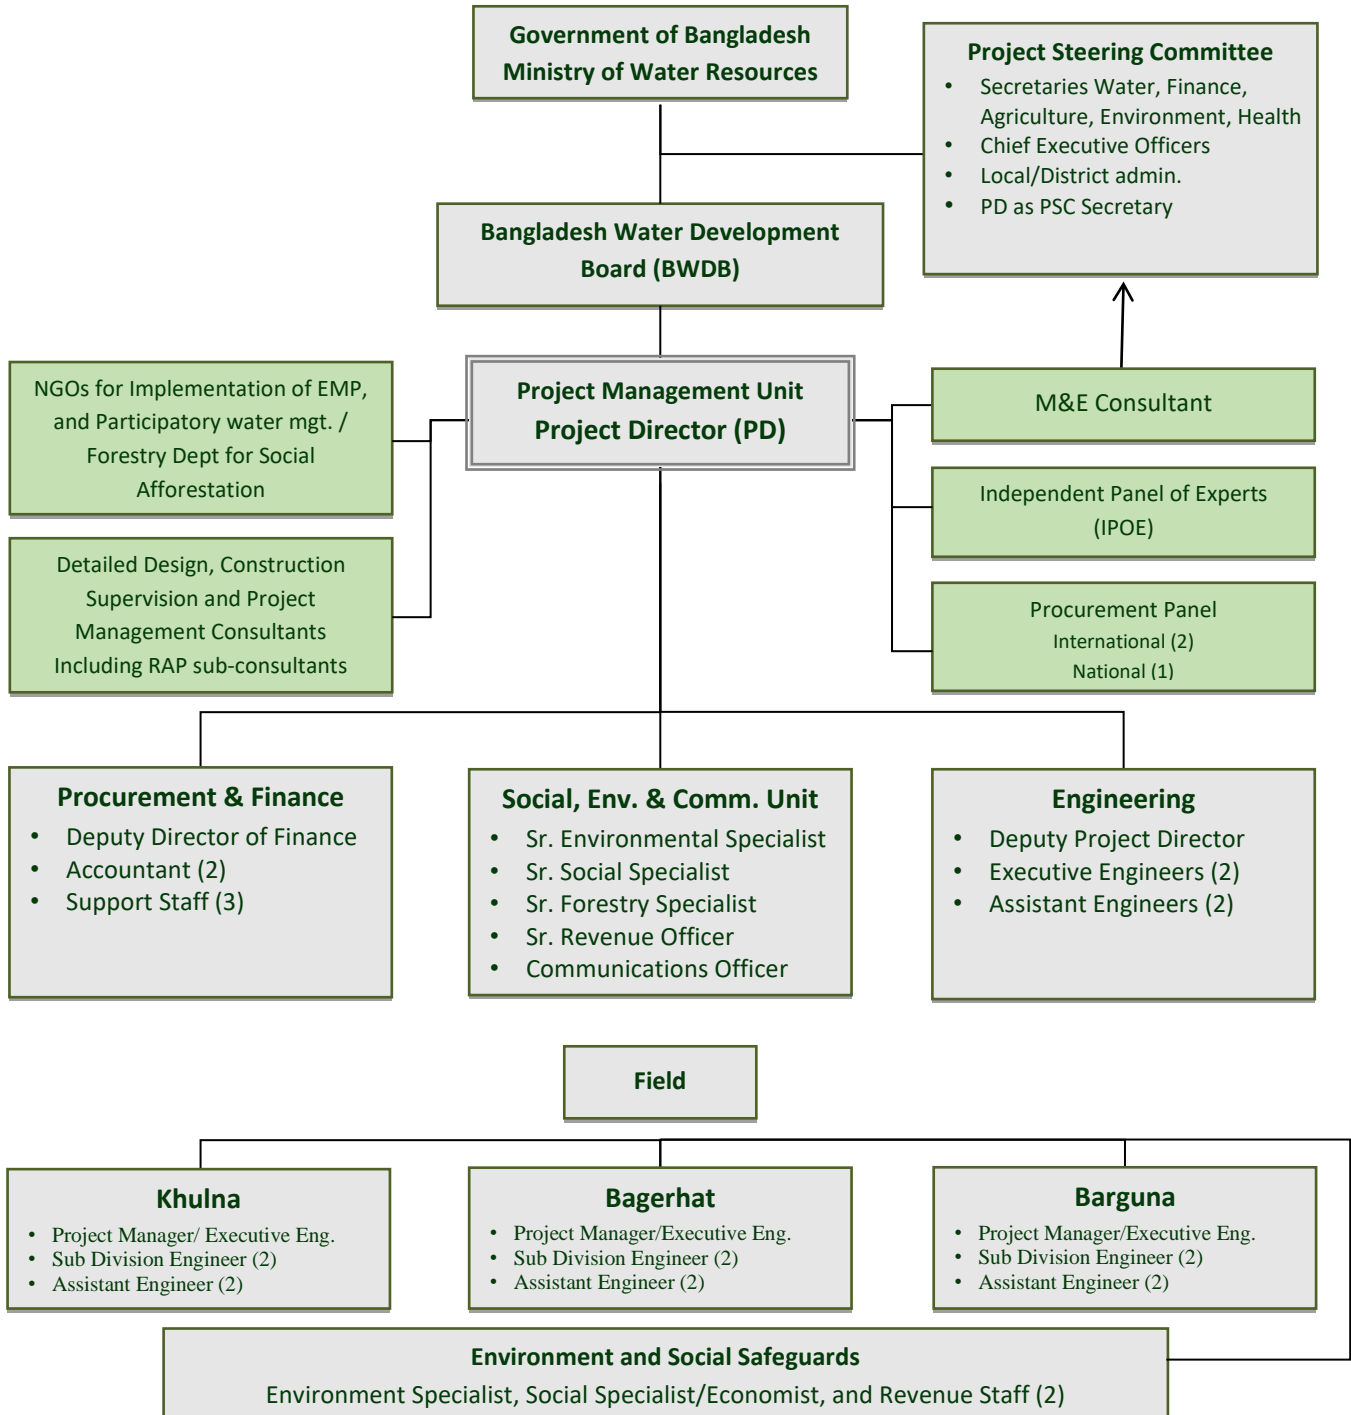 Government of Bangladesh
Ministry of Water Resources
Project Steering Committee
• Secretaries Water, Finance,
Agriculture, Environment, Health
• Chief Executive Officers
• Local/District admin.
• PD as PSC Secretary
Bangladesh Water Development
Board (BWDB)
NGOs for Implementation of EMP,
and Participatory water mgt. /
Forestry Dept for Social
Afforestation
Project Management Unit
Project Director (PD)
M&E Consultant
Independent Panel of Experts
(IPOE)
Detailed Design, Construction
Supervision and Project
Management Consultants
Including RAP sub-consultants
Procurement Panel
International (2)
National (1)
Procurement & Finance
• Deputy Director of Finance
• Accountant (2)
• Support Staff (3)
Social, Env. & Comm. Unit
• Sr. Environmental Specialist
• Sr. Social Specialist
• Sr. Forestry Specialist
• Sr. Revenue Officer
• Communications Officer
Engineering
• Deputy Project Director
• Executive Engineers (2)
• Assistant Engineers (2)
Field
Khulna
• Project Manager/ Executive Eng.
• Sub Division Engineer (2)
• Assistant Engineer (2)
Bagerhat
• Project Manager/Executive Eng.
• Sub Division Engineer (2)
• Assistant Engineer (2)
Barguna
• Project Manager/Executive Eng.
• Sub Division Engineer (2)
• Assistant Engineer (2)
Environment and Social Safeguards
Environment Specialist, Social Specialist/Economist, and Revenue Staff (2)